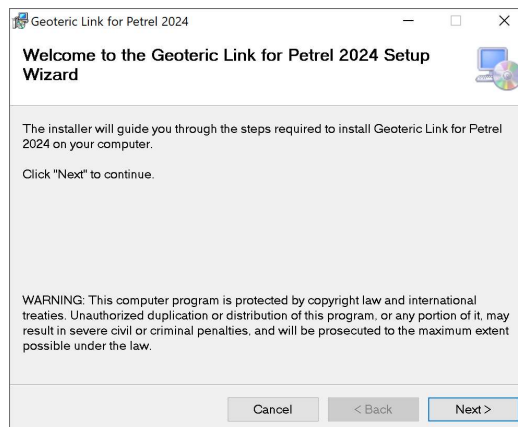 Geoteric Link for Petrel 2024
Welcome to the Geoteric Link for Petrel 2024 Setup
Wizard
The installer will guide you through the steps required to install Geoteric Link for Petrel
2024 on your computer.
Click "Next" to continue.
WARNING: This computer program is protected by copyright law and international
treaties. Unauthorized duplication or distribution of this program, or any portion of it, may
result in severe civil or criminal penalties, and will be prosecuted to the maximum extent
possible under the law.
Cancel < Back Next >